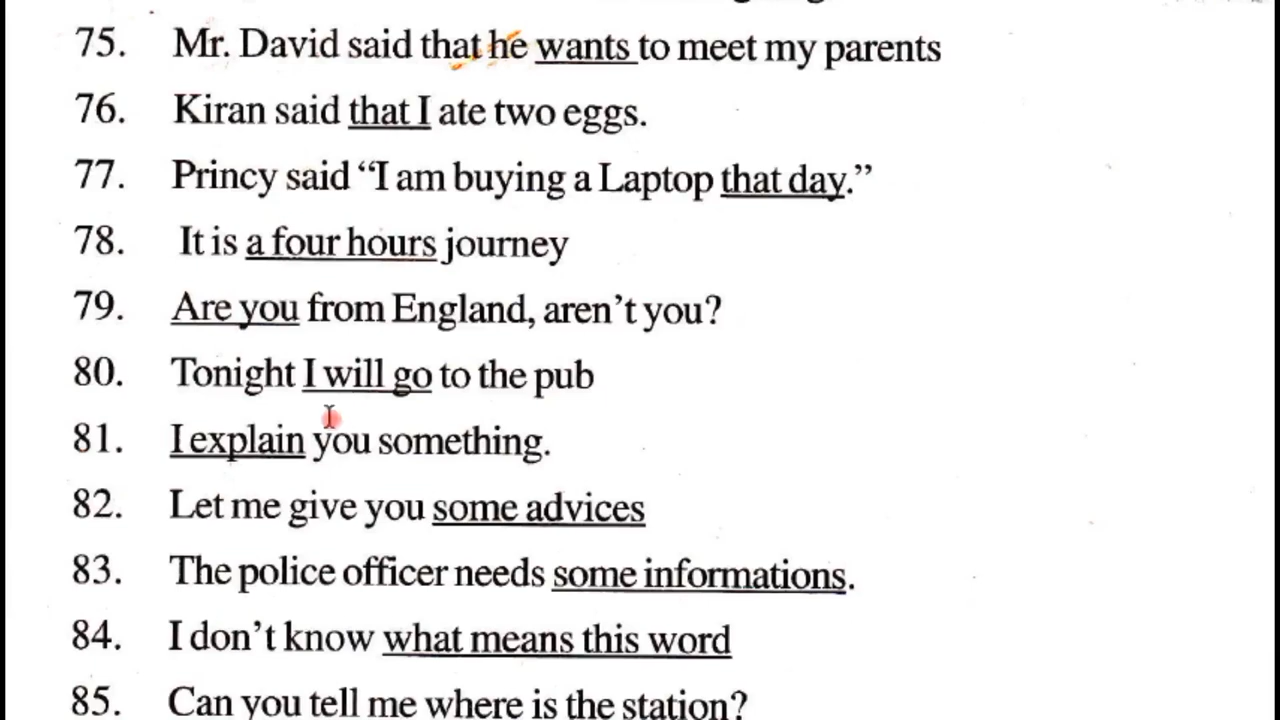 75. Mr. David said that he wants to meet my parents
76. Kiran said that I ate two eggs.
77. Princy said “I am buying a Laptop that day.”
78. It is a four hours journey
79. Are you from England, aren’t you?
80. Tonight I will go to the pub
81. I explain you something.
82. Let me give you some advices
83. The police officer needs some informations.
84. I don’t know what means this word
85. Can you tell me where is the station?